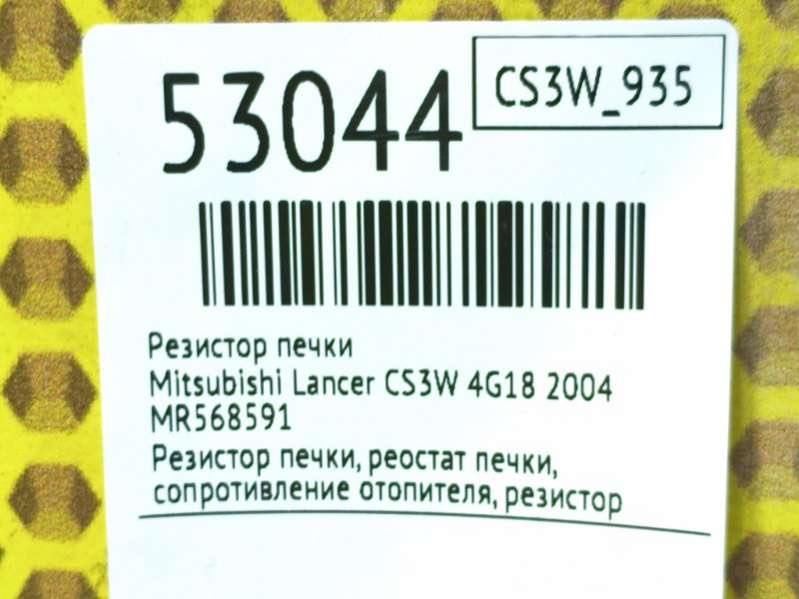 53044
CS3W_935
Резистор печки
Mitsubishi Lancer CS3W 4G18 2004
MR568591
Резистор печки, реостат печки,
сопротивление отопителя, резистор